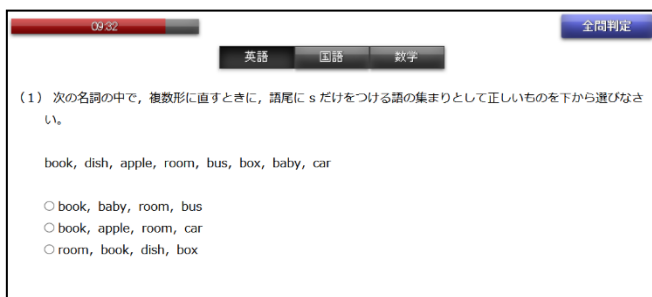 09:32
全問判定
英語 国語 数学
(1) 次の名詞の中で，複数形に直すときに，語尾に s だけをつける語の集まりとして正しいものを下から選びなさ
い。
book, dish, apple, room, bus, box, baby, car
book, baby, room, bus
book, apple, room, car
room, book, dish, box